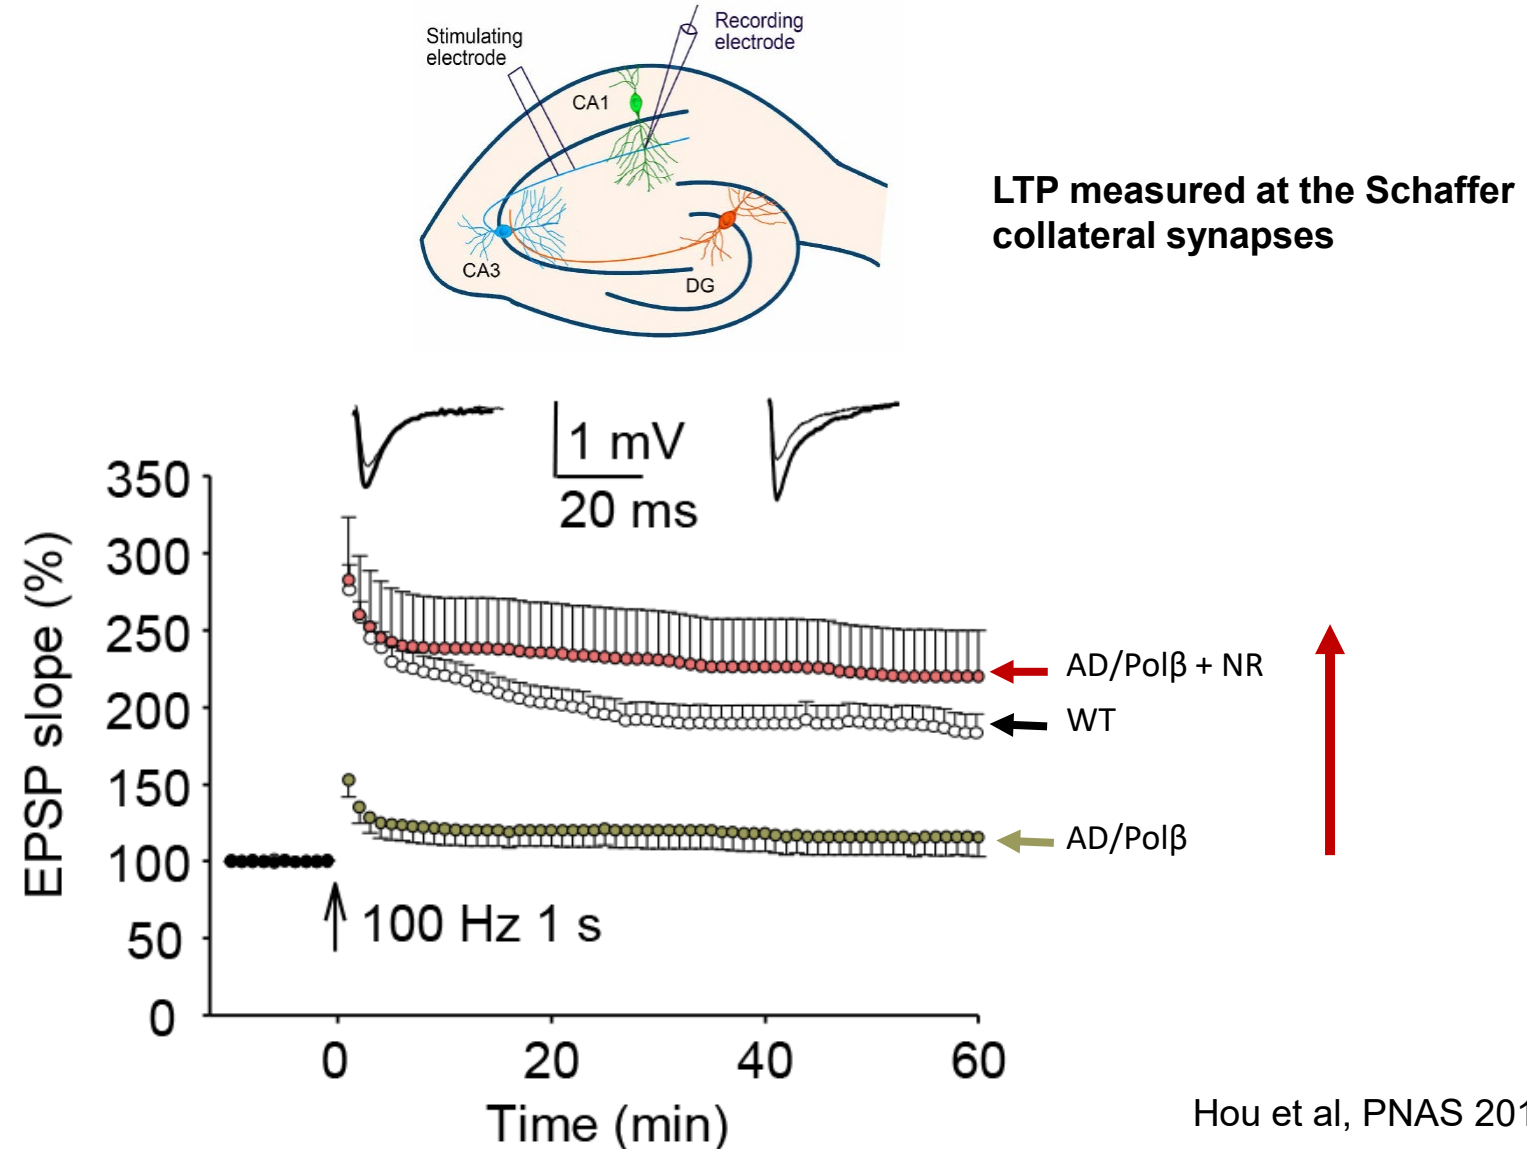 Stimulating
electrode
Recording
electrode
CA1
CA3
DG
LTP measured at the Schaffer
collateral synapses
1 mV
20 ms
EPSP slope (%)
350
300
250
200
150
100
50
0
AD/Polβ + NR
WT
AD/Polβ
100 Hz 1 s
0 20 40 60
Time (min)
Hou et al, PNAS 201